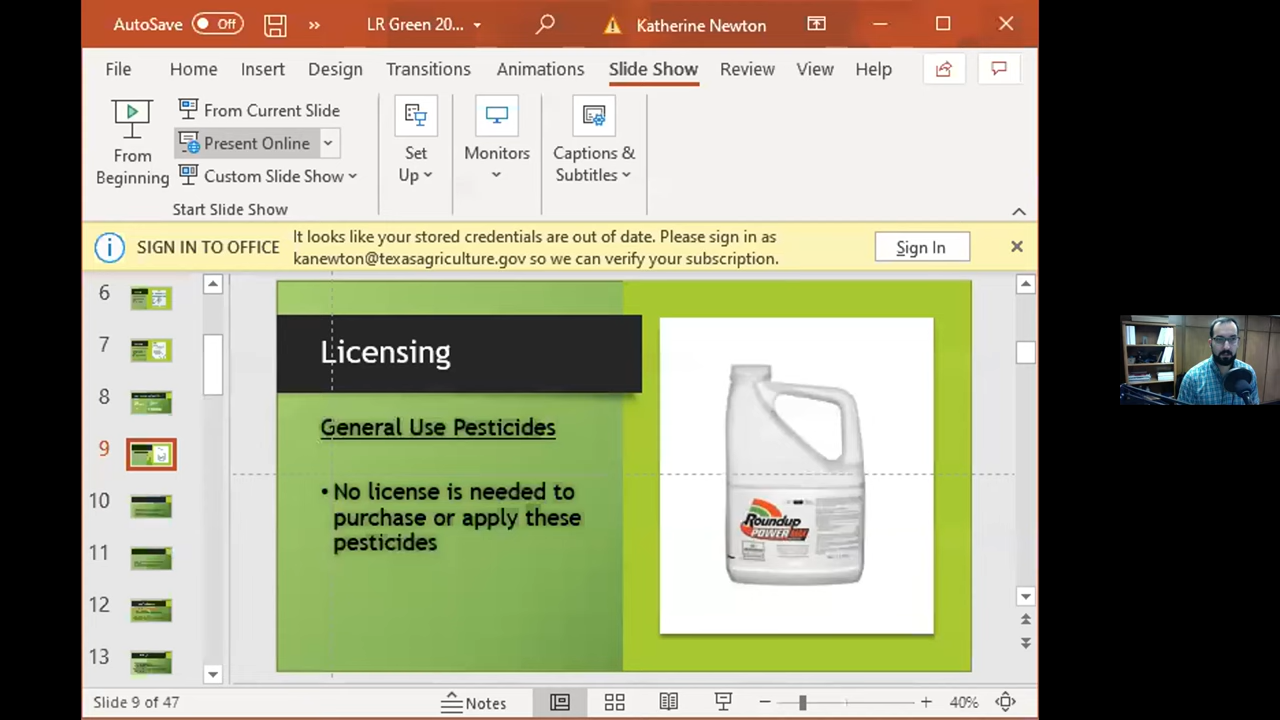 AutoSave Off LR Green 20... Katherine Newton
File Home Insert Design Transitions Animations Slide Show Review View Help
From Beginning
From Current Slide
Present Online
Custom Slide Show
Start Slide Show
Set Up
Monitors
Captions & Subtitles
SIGN IN TO OFFICE
It looks like your stored credentials are out of date. Please sign in as
kanewton@texasagriculture.gov so we can verify your subscription.
Sign In
6
7
8
9
10
11
12
13
Licensing
General Use Pesticides
• No license is needed to
purchase or apply these
pesticides
Roundup
Slide 9 of 47 Notes 40%